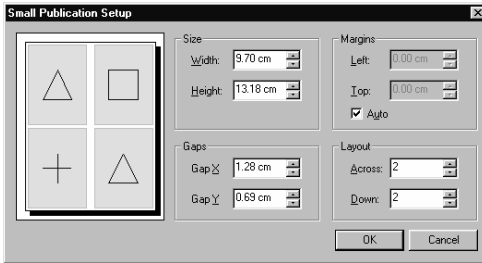 Small Publication Setup
Size
Width: 9.70 cm
Height: 13.18 cm
Margins
Left: 0.00 cm
Top: 0.00 cm
Auto
Gaps
Gap X 1.28 cm
Gap Y 0.69 cm
Layout
Across: 2
Down: 2
OK Cancel